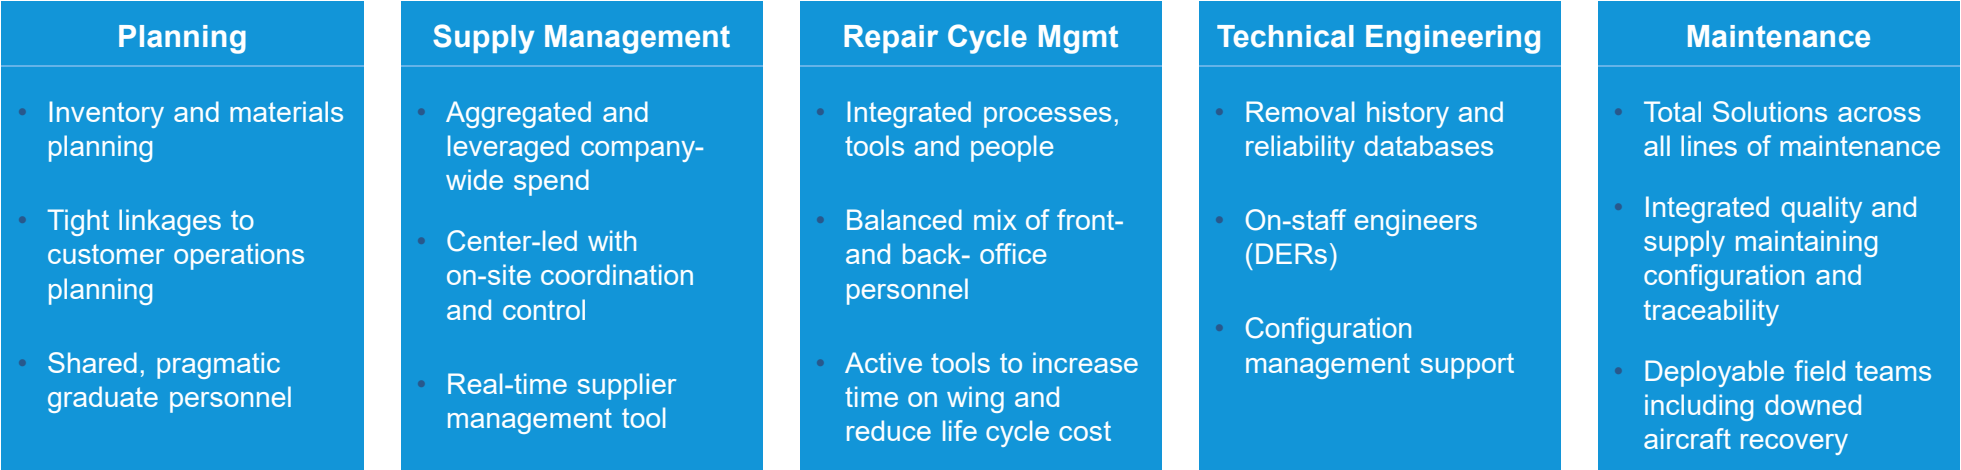 Planning
• Inventory and materials
planning
• Tight linkages to
customer operations
planning
• Shared, pragmatic
graduate personnel
Supply Management
• Aggregated and
leveraged company-
wide spend
• Center-led with
on-site coordination
and control
• Real-time supplier
management tool
Repair Cycle Mgmt
• Integrated processes,
tools and people
• Balanced mix of front-
and back- office
personnel
• Active tools to increase
time on wing and
reduce life cycle cost
Technical Engineering
• Removal history and
reliability databases
• On-staff engineers
(DERs)
• Configuration
management support
Maintenance
• Total Solutions across
all lines of maintenance
• Integrated quality and
supply maintaining
configuration and
traceability
• Deployable field teams
including downed
aircraft recovery